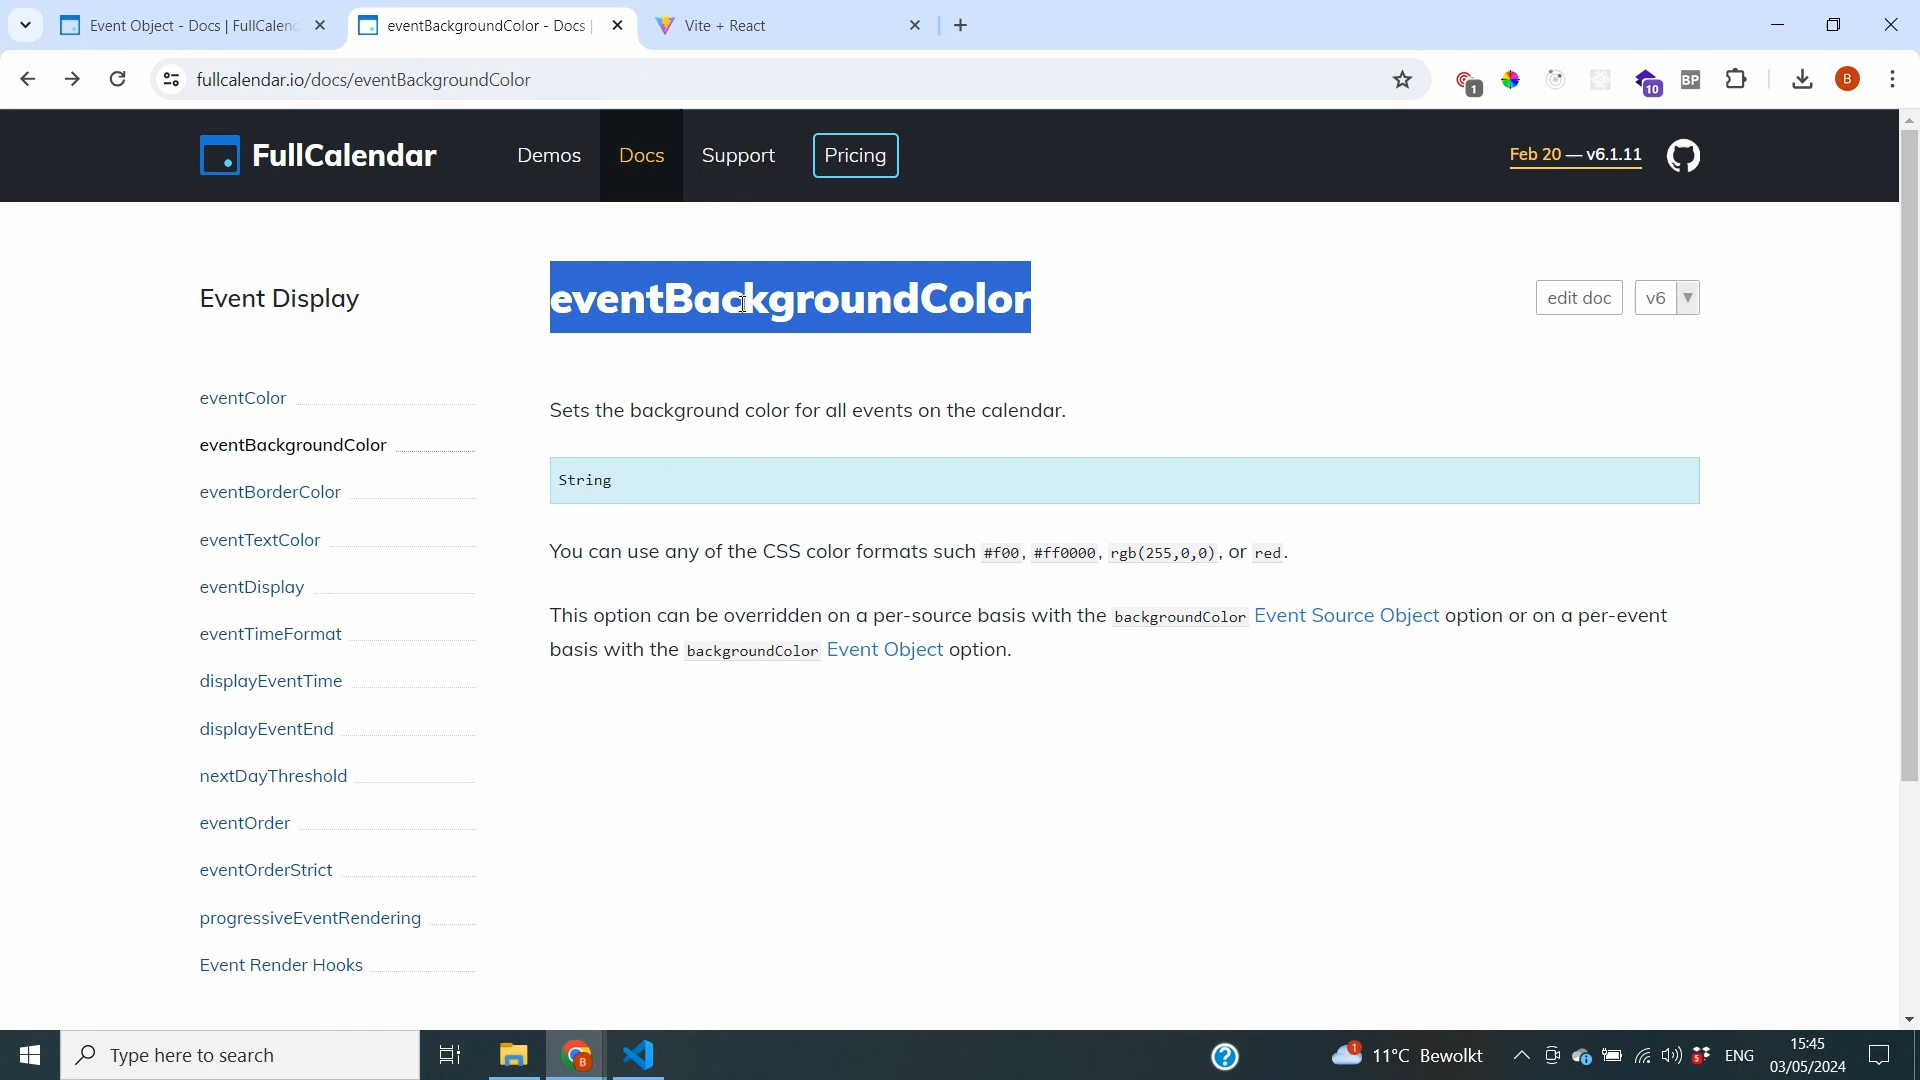 Event Object - Docs | FullCalend
eventBackgroundColor - Docs |
Vite + React
fullcalendar.io/docs/eventBackgroundColor
1
10
BP
B
FullCalendar
Demos
Docs
Support
Pricing
Feb 20 — v6.1.11
Event Display
eventBackgroundColor
edit doc
v6
eventColor
eventBackgroundColor
eventBorderColor
eventTextColor
eventDisplay
eventTimeFormat
displayEventTime
displayEventEnd
nextDayThreshold
eventOrder
eventOrderStrict
progressiveEventRendering
Event Render Hooks
Sets the background color for all events on the calendar.
String
You can use any of the CSS color formats such #f00, #ff0000, rgb(255,0,0), or red.
This option can be overridden on a per-source basis with the backgroundColor Event Source Object option or on a per-event
basis with the backgroundColor Event Object option.
Type here to search
B
1
11°C Bewolkt
5
ENG
15:45
03/05/2024